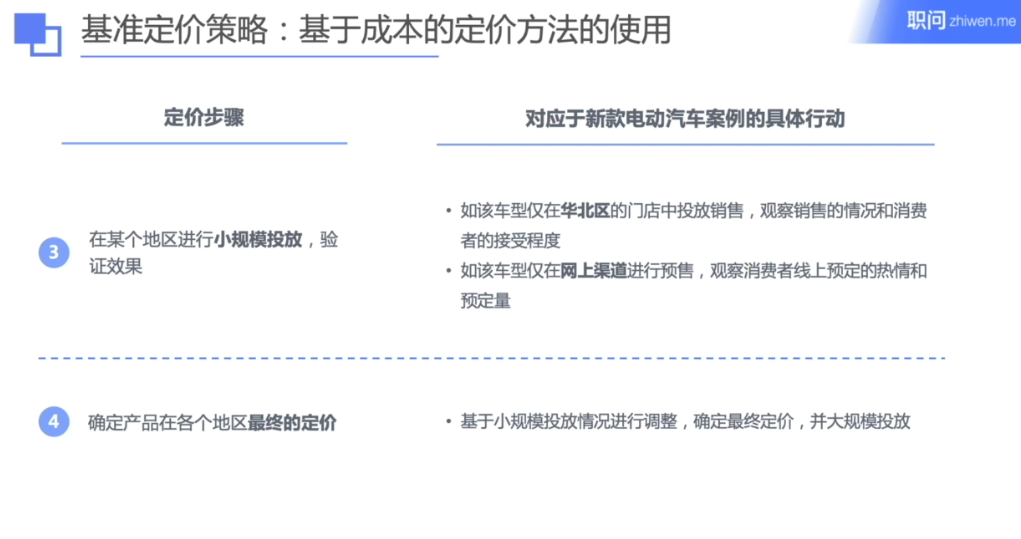 基准定价策略：基于成本的定价方法的使用
职问 zhiwen.me
定价步骤
对应于新款电动汽车案例的具体行动
3
在某个地区进行小规模投放，验
证效果
• 如该车型仅在华北区的门店中投放销售，观察销售的情况和消费
者的接受程度
• 如该车型仅在网上渠道进行预售，观察消费者线上预定的热情和
预定量
4
确定产品在各个地区最终的定价
• 基于小规模投放情况进行调整，确定最终定价，并大规模投放